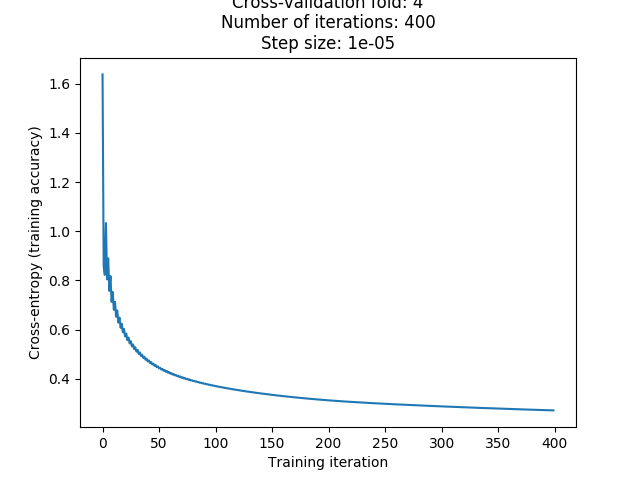 Cross-validation fold: 4
Number of iterations: 400
Step size: 1e-05
1.6
1.4
1.2
1.0
0.8
0.6
0.4
Cross-entropy (training accuracy)
0 50 100 150 200 250 300 350 400
Training iteration